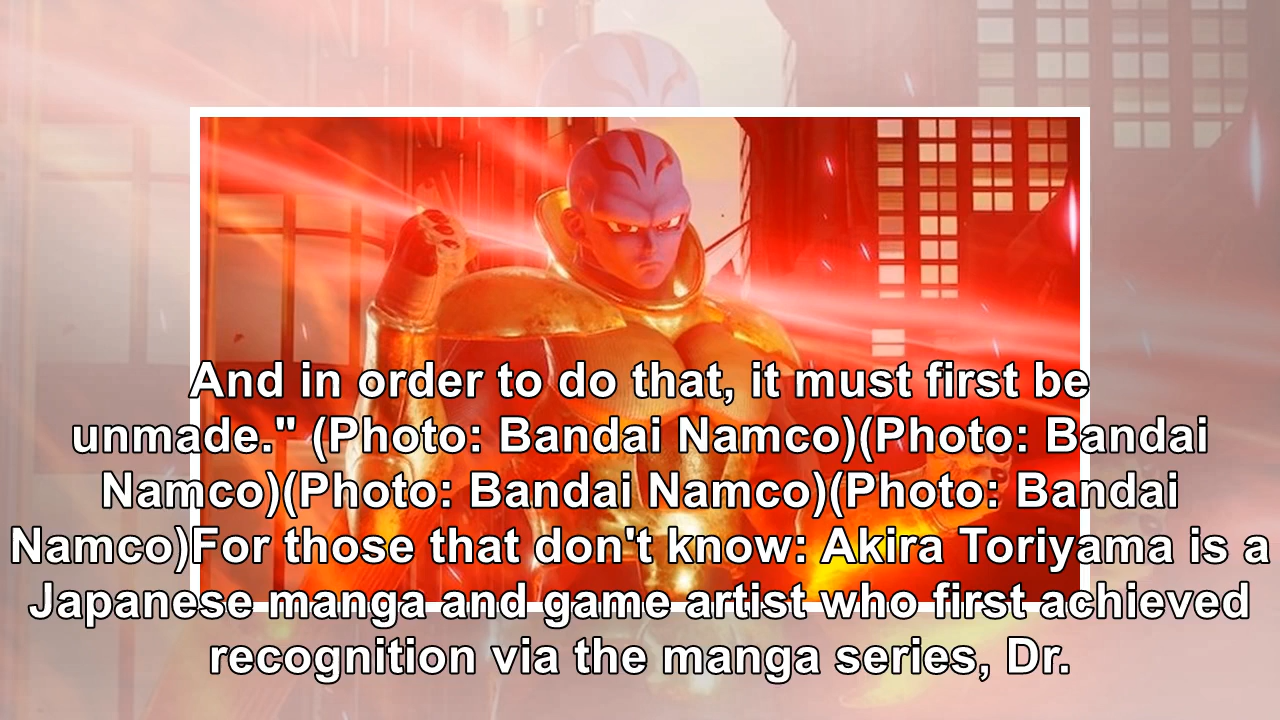 And in order to do that, it must first be
unmade." (Photo: Bandai Namco)(Photo: Bandai
Namco)(Photo: Bandai Namco)(Photo: Bandai
Namco)For those that don't know: Akira Toriyama is a
Japanese manga and game artist who first achieved
recognition via the manga series, Dr.